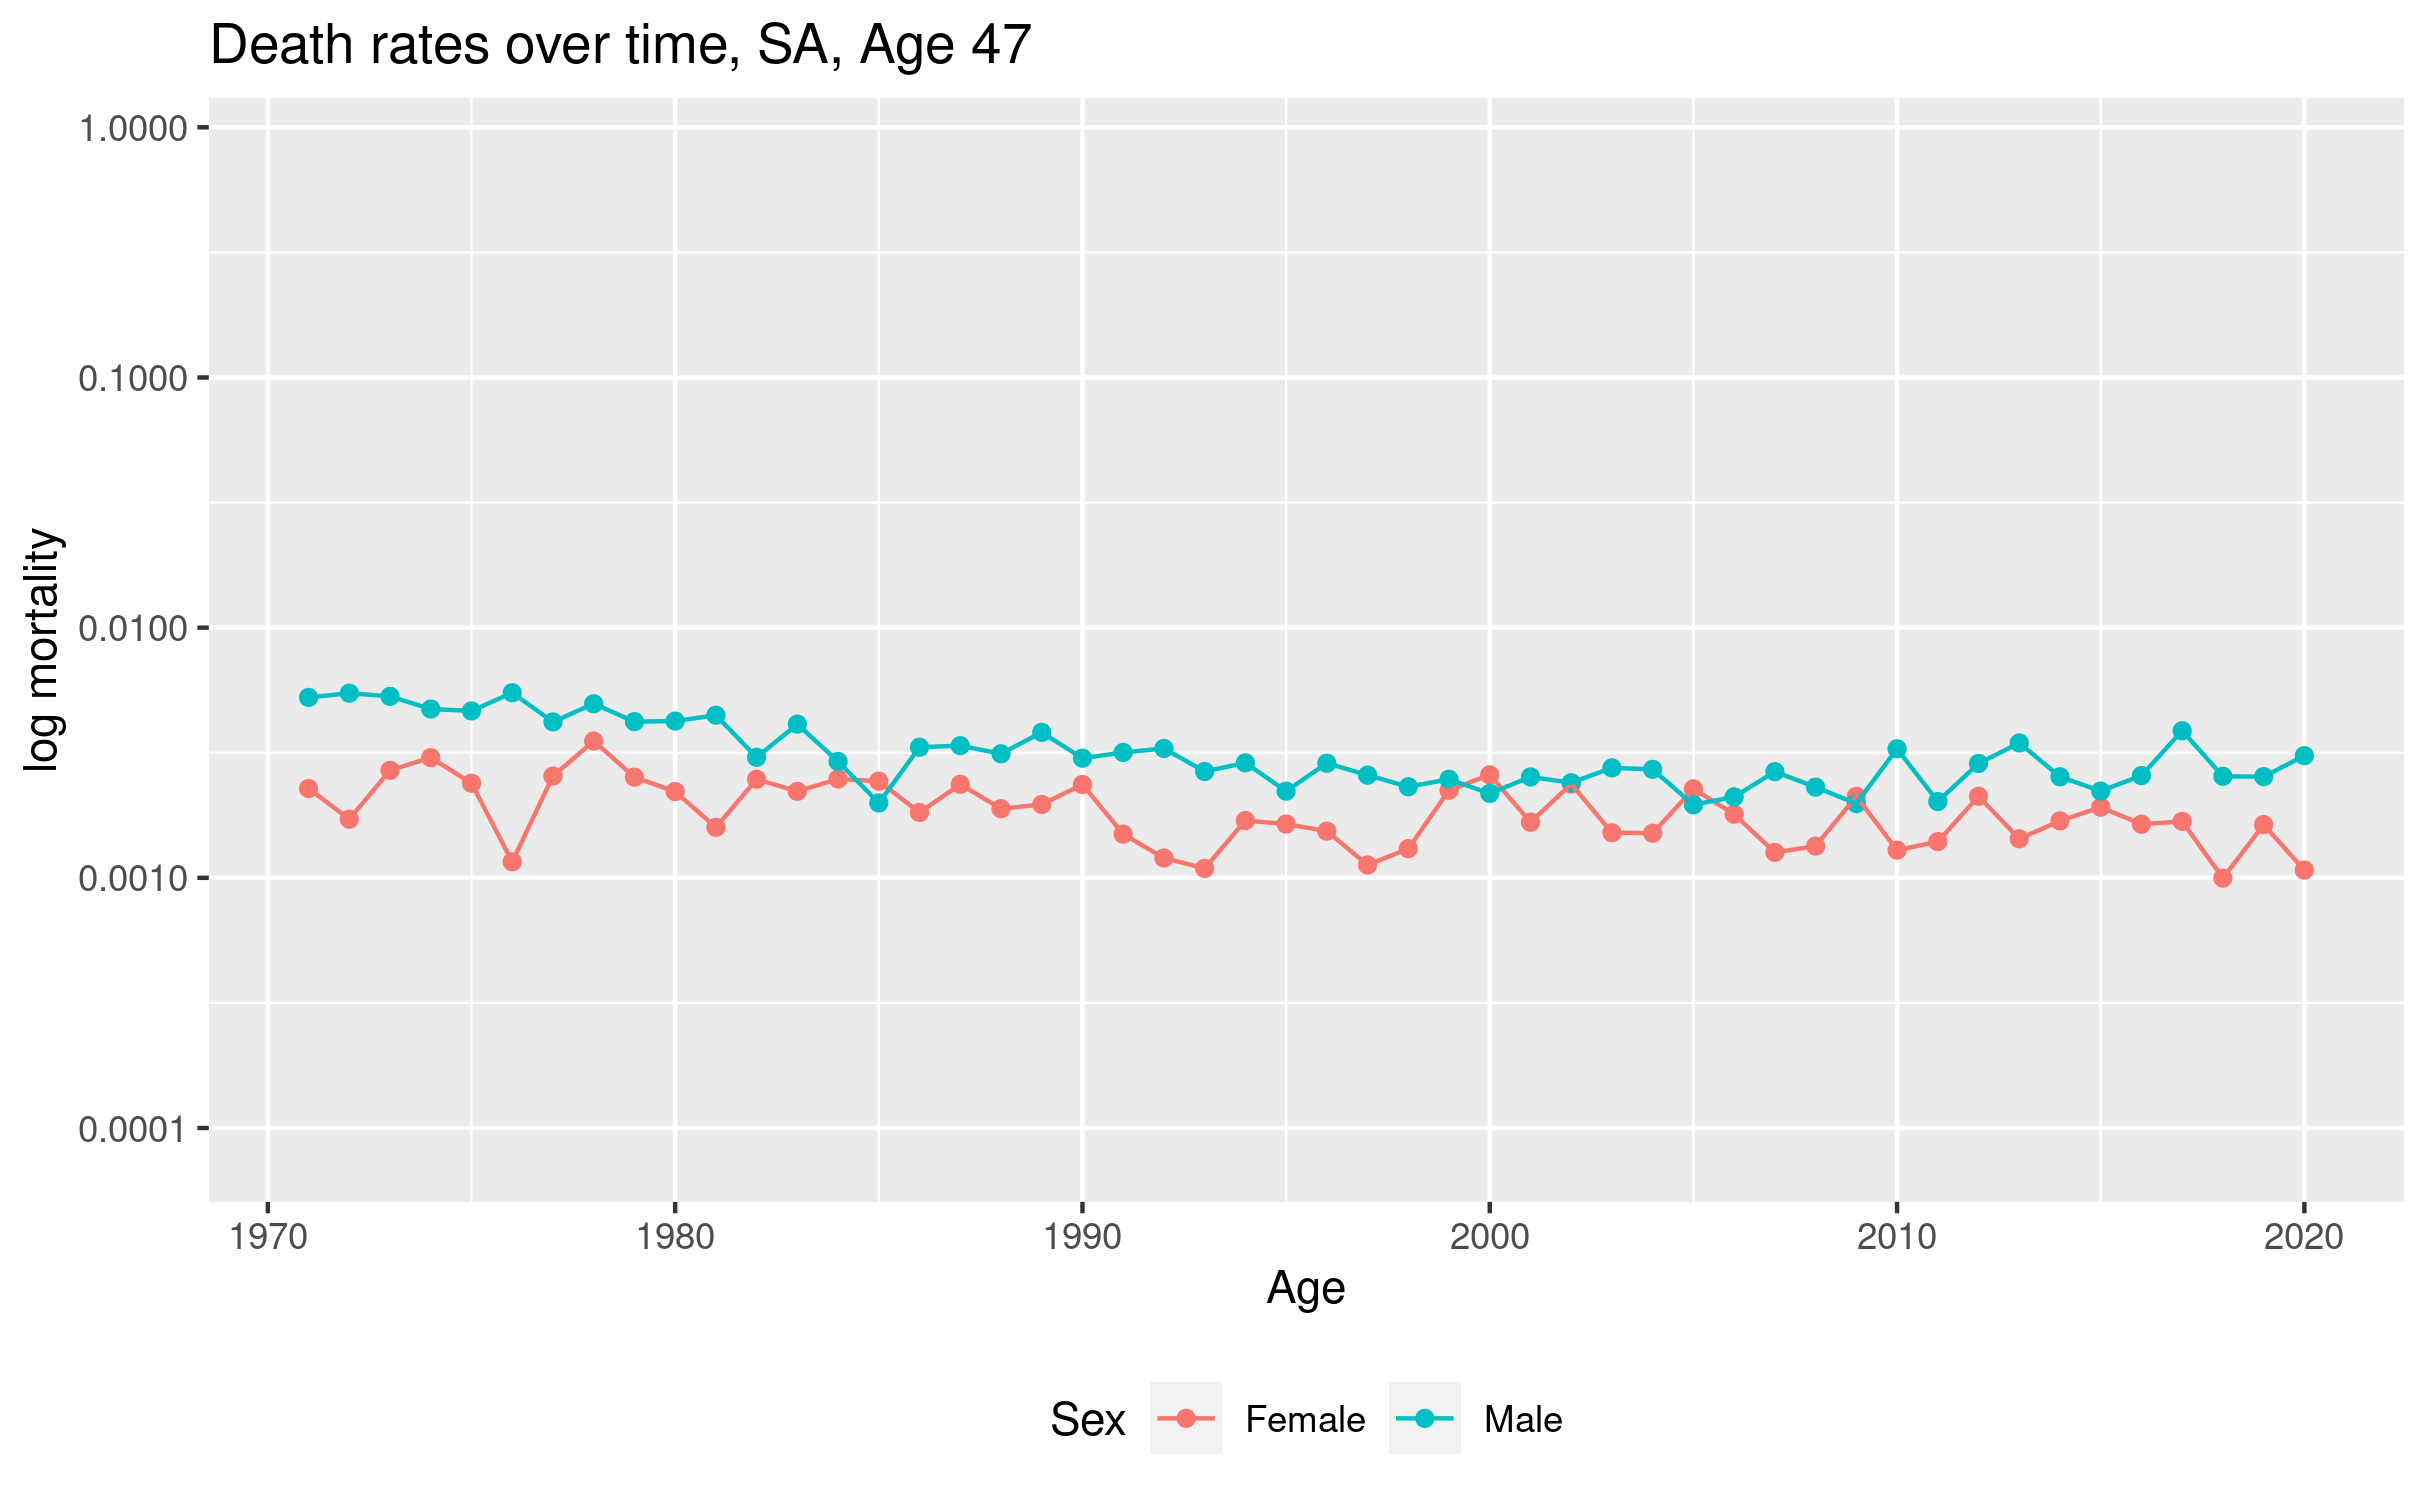 Death rates over time, SA, Age 47
log mortality
1.0000
0.1000
0.0100
0.0010
0.0001
1970 1980 1990 2000 2010 2020
Age
Sex Female Male